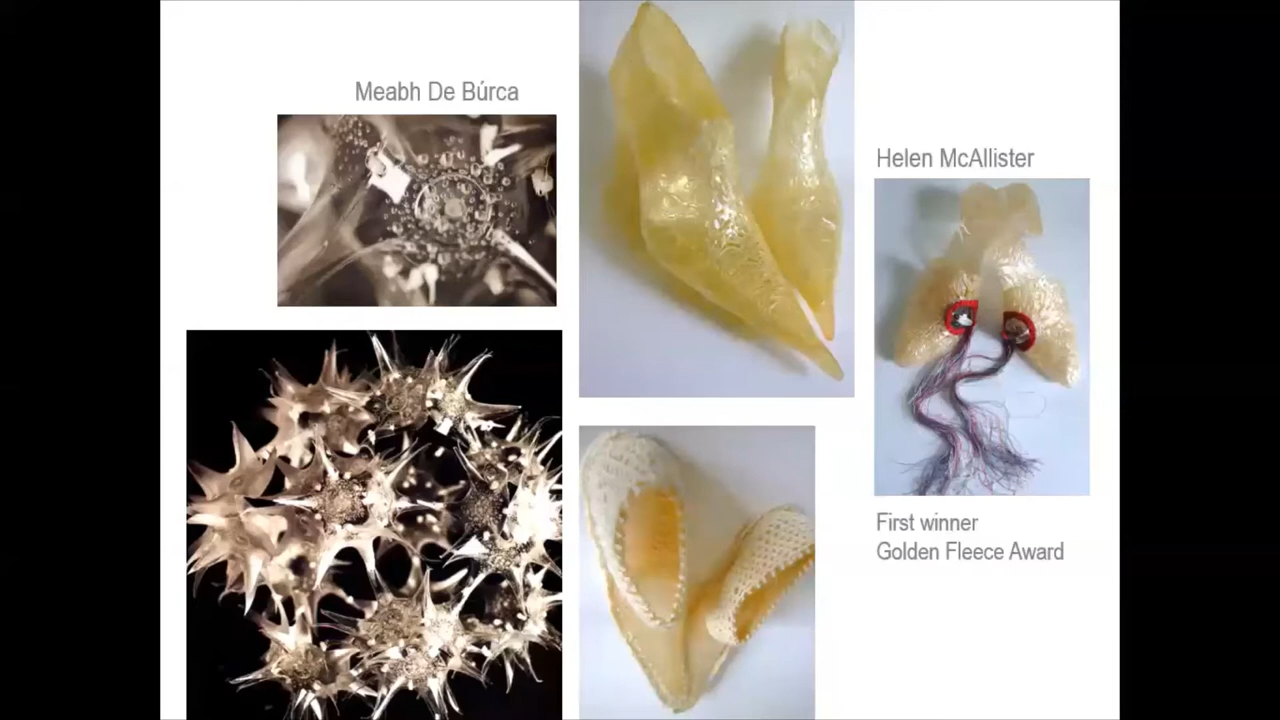 Meabh De Búrca
Helen McAllister
First winner
Golden Fleece Award